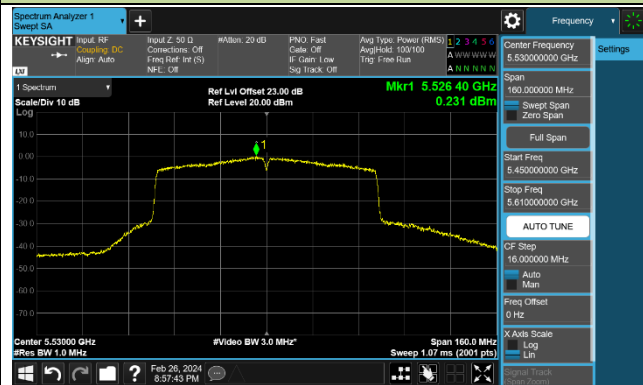 Spectrum Analyzer 1
Swept SA
Frequency
KEYSIGHT
Input: RF
Coupling: DC
Align: Auto
Input Z: 50 Ω
Corrections: Off
Freq Ref: Int (S)
NFE: Off
#Atten: 20 dB
PNO: Fast
Gate: Off
IF Gain: Low
Sig Track: Off
Avg Type: Power (RMS)
Avg|Hold: 100/100
Trig: Free Run
1 2 3 4 5 6
A W W W W W
A N N N N N
LXI
1 Spectrum
Scale/Div 10 dB
Log
Ref Lvl Offset 23.00 dB
Ref Level 20.00 dBm
Mkr1 5.526 40 GHz
0.231 dBm
10.0
0.00
-10.0
-20.0
-30.0
-40.0
-50.0
-60.0
-70.0
1
Center 5.53000 GHz
#Res BW 1.0 MHz
#Video BW 3.0 MHz*
Span 160.0 MHz
Sweep 1.07 ms (2001 pts)
Feb 26, 2024
8:57:43 PM
?
Center Frequency
5.530000000 GHz
Settings
Span
160.000000 MHz
Swept Span
Zero Span
Full Span
Start Freq
5.450000000 GHz
Stop Freq
5.610000000 GHz
AUTO TUNE
CF Step
16.000000 MHz
Auto
Man
Freq Offset
0 Hz
X Axis Scale
Log
Lin
Signal Track
(Span Zoom)